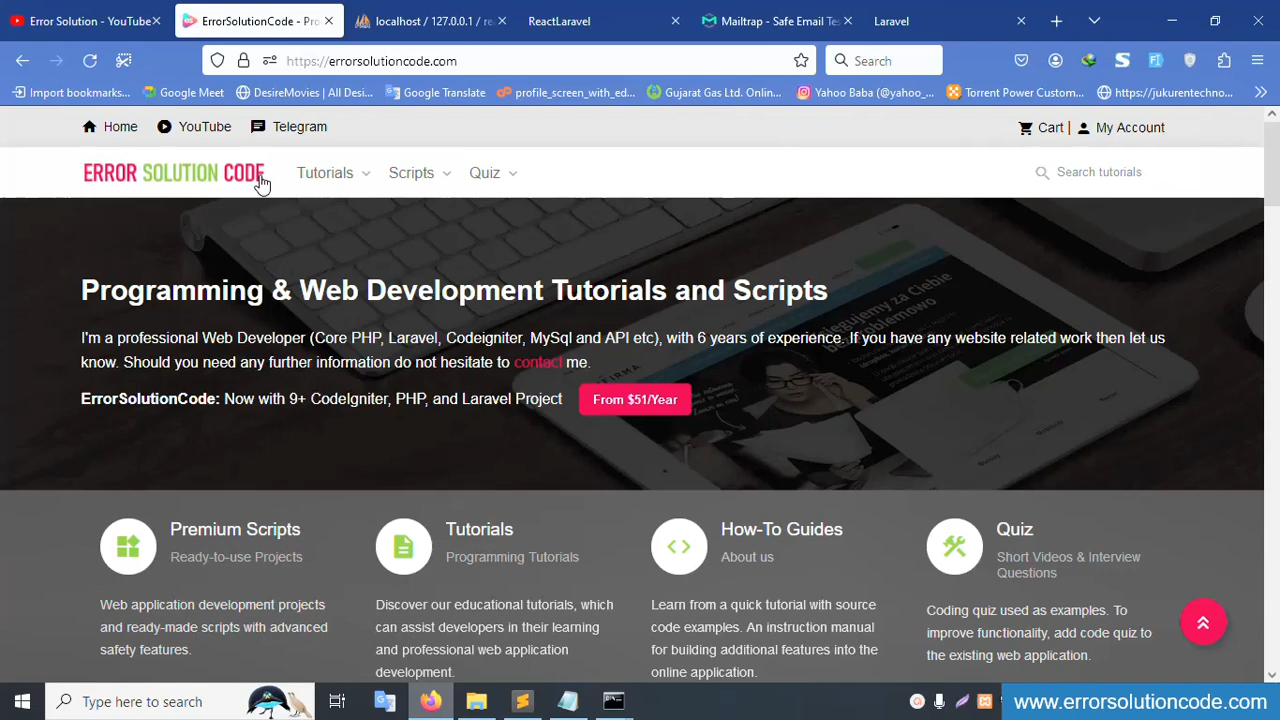 Error Solution - YouTube
ErrorSolutionCode - Pro
localhost / 127.0.0.1 / re
ReactLaravel
Mailtrap - Safe Email Te
Laravel
https://errorsolutioncode.com
Search
Import bookmarks...
Google Meet
DesireMovies | All Desi...
Google Translate
profile_screen_with_ed...
Gujarat Gas Ltd. Onlin...
Yahoo Baba (@yahoo_...
Torrent Power Custom...
https://jukurentechno...
Home
YouTube
Telegram
Cart |
My Account
ERROR SOLUTION CODE
Tutorials
Scripts
Quiz
Search tutorials
Programming & Web Development Tutorials and Scripts
I'm a professional Web Developer (Core PHP, Laravel, Codeigniter, MySql and API etc), with 6 years of experience. If you have any website related work then let us
know. Should you need any further information do not hesitate to contact me.
ErrorSolutionCode: Now with 9+ CodeIgniter, PHP, and Laravel Project
From $51/Year
Premium Scripts
Ready-to-use Projects
Web application development projects
and ready-made scripts with advanced
safety features.
Tutorials
Programming Tutorials
Discover our educational tutorials, which
can assist developers in their learning
and professional web application
development.
How-To Guides
About us
Learn from a quick tutorial with source
code examples. An instruction manual
for building additional features into the
online application.
Quiz
Short Videos & Interview
Questions
Coding quiz used as examples. To
improve functionality, add code quiz to
the existing web application.
Type here to search
www.errorsolutioncode.com